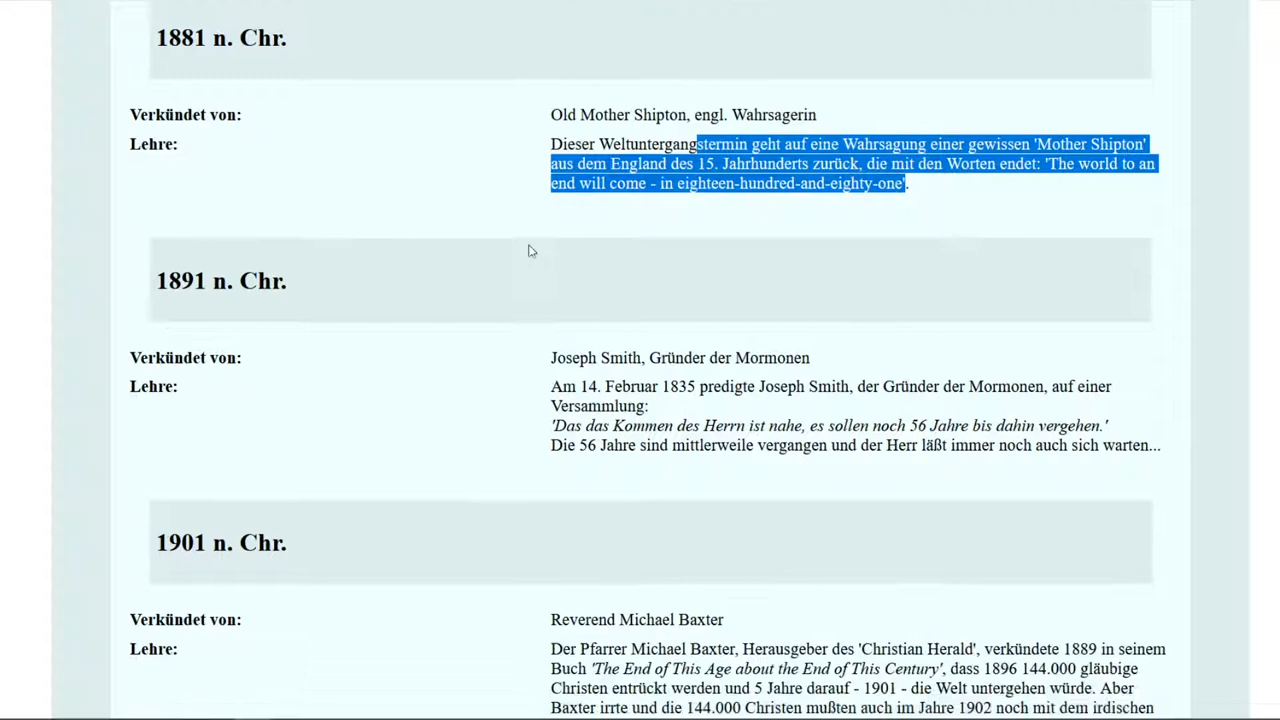 1881 n. Chr.
Verkündet von: Old Mother Shipton, engl. Wahrsagerin
Lehre: Dieser Weltuntergangstermin geht auf eine Wahrsagung einer gewissen 'Mother Shipton'
aus dem England des 15. Jahrhunderts zurück, die mit den Worten endet: 'The world to an
end will come - in eighteen-hundred-and-eighty-one'.
1891 n. Chr.
Verkündet von: Joseph Smith, Gründer der Mormonen
Lehre: Am 14. Februar 1835 predigte Joseph Smith, der Gründer der Mormonen, auf einer
Versammlung:
'Das das Kommen des Herrn ist nahe, es sollen noch 56 Jahre bis dahin vergehen.'
Die 56 Jahre sind mittlerweile vergangen und der Herr läßt immer noch auch sich warten...
1901 n. Chr.
Verkündet von: Reverend Michael Baxter
Lehre: Der Pfarrer Michael Baxter, Herausgeber des 'Christian Herald', verkündete 1889 in seinem
Buch 'The End of This Age about the End of This Century', dass 1896 144.000 gläubige
Christen entrückt werden und 5 Jahre darauf - 1901 - die Welt untergehen würde. Aber
Baxter irrte und die 144.000 Christen mußten auch im Jahre 1902 noch mit dem irdischen